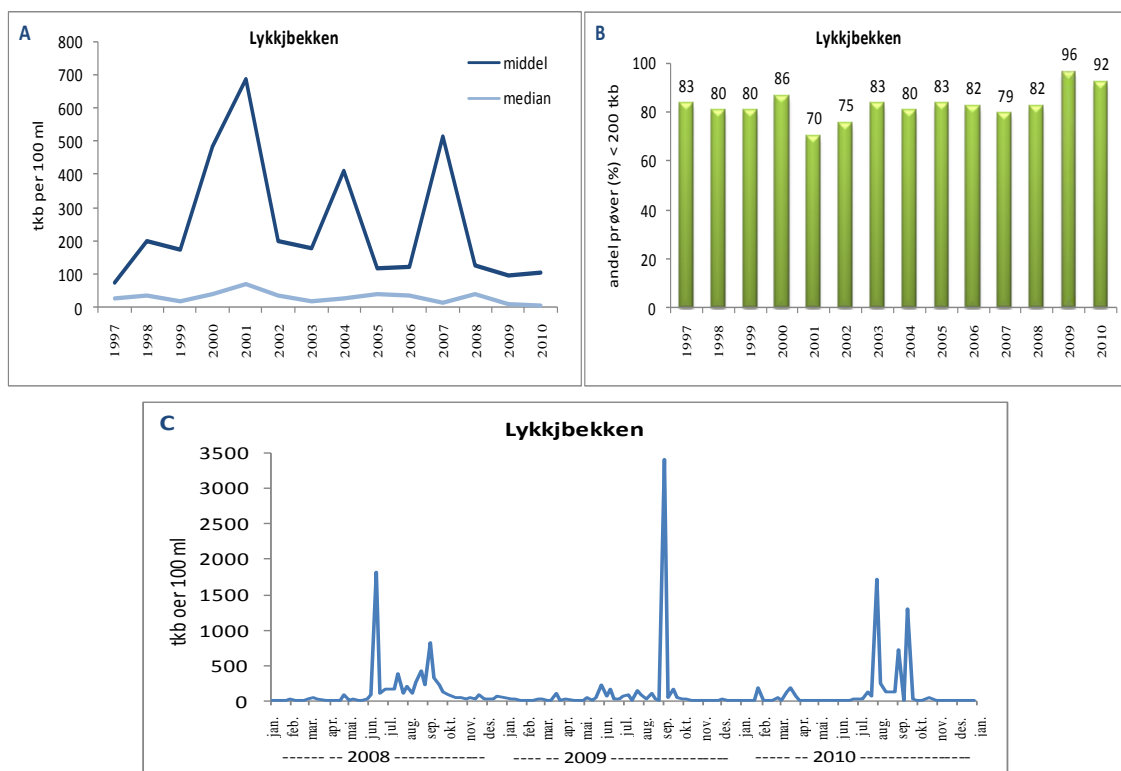 A
Lykkjbekken
800
700
600
500
400
300
200
100
0
tkb per 100 ml
middel
median
1997 1998 1999 2000 2001 2002 2003 2004 2005 2006 2007 2008 2009 2010
B
Lykkjbekken
100
80
60
40
20
0
andel prøver (%) < 200 tkb
83 80 80 86 70 75 83 80 83 82 79 82 96 92
1997 1998 1999 2000 2001 2002 2003 2004 2005 2006 2007 2008 2009 2010
C
Lykkjbekken
3500
3000
2500
2000
1500
1000
500
0
tkb oer 100 ml
jan. feb. mar. apr. mai. jun. jul. aug. sep. okt. nov. des. jan. feb. mar. apr. mai. jun. jul. aug. sep. okt. nov. des. jan. feb. mar. apr. mai. jun. jul. aug. sep. okt. nov. des. jan.
------ -- 2008 -------------- -- -- -- 2009 -------------- -- -- -- 2010 --------------